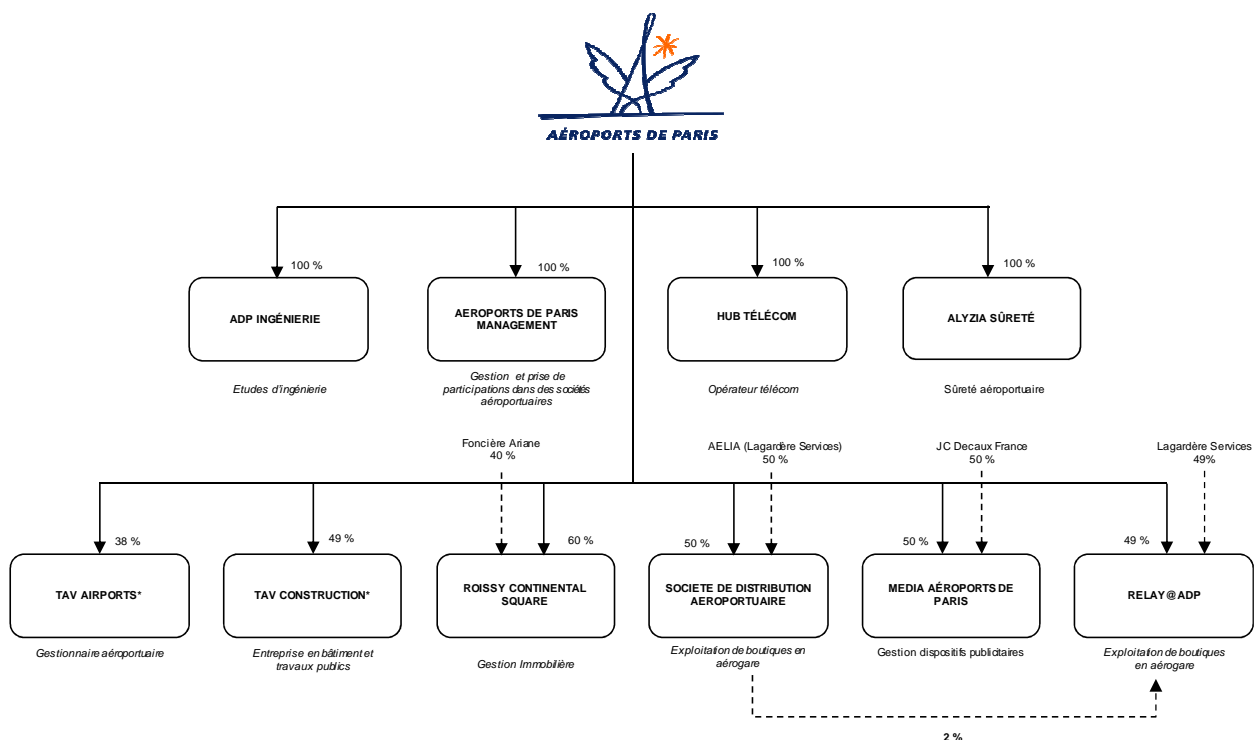 AÉROPORTS DE PARIS
100 %
100 %
100 %
100 %
ADP INGÉNIERIE
AEROPORTS DE PARIS
MANAGEMENT
HUB TÉLÉCOM
ALYZIA SÛRETÉ
Etudes d'ingénierie
Gestion et prise de
participations dans des sociétés
aéroportuaires
Opérateur télécom
Sûreté aéroportuaire
Foncière Ariane
40 %
AELIA (Lagardère Services)
50 %
JC Decaux France
50 %
Lagardère Services
49%
38 %
49 %
60 %
50 %
50 %
49 %
TAV AIRPORTS*
TAV CONSTRUCTION*
ROISSY CONTINENTAL
SQUARE
SOCIETE DE DISTRIBUTION
AEROPORTUAIRE
MEDIA AÉROPORTS DE
PARIS
RELAY@ADP
Gestionnaire aéroportuaire
Entreprise en bâtiment et
travaux publics
Gestion Immobilière
Exploitation de boutiques en
aérogare
Gestion dispositifs publicitaires
Exploitation de boutiques
en aérogare
2 %